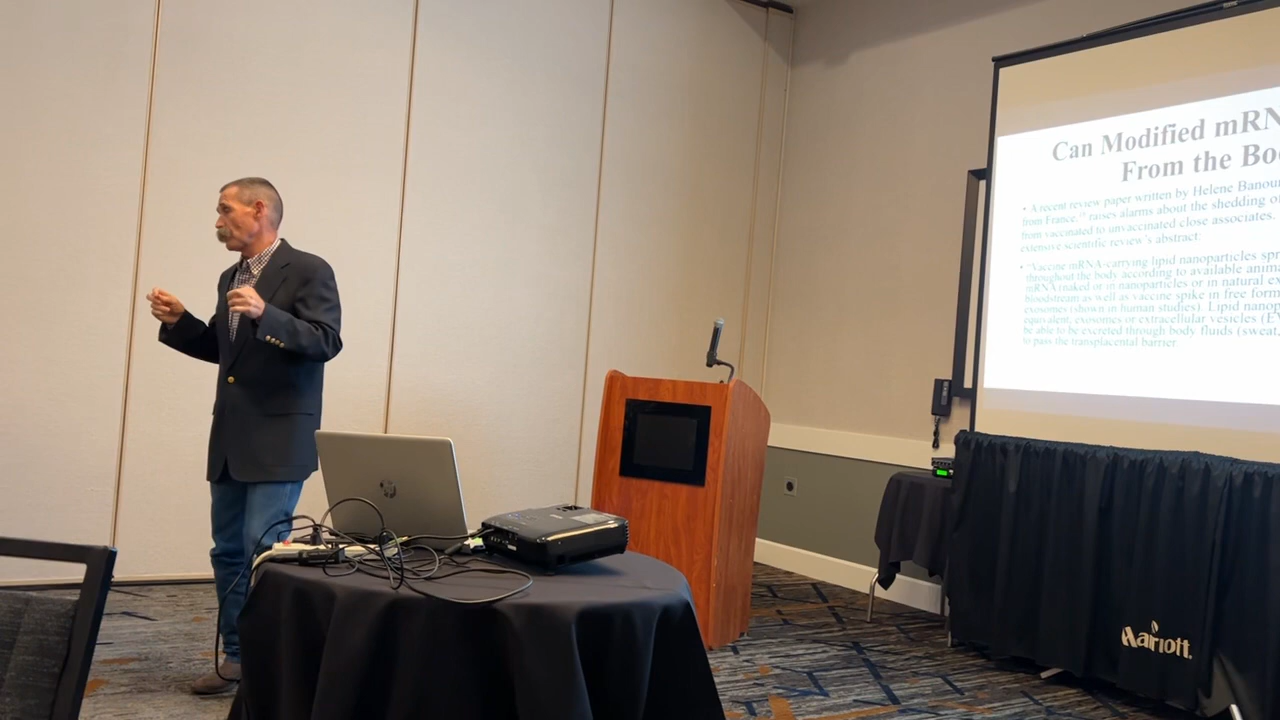 Can Modified mRN
From the Bo
• A recent review paper written by Helene Banou
from France, raises alarms about the shedding o
from vaccinated to unvaccinated close associates.
extensive scientific review's abstract:
• "Vaccine mRNA-carrying lipid nanoparticles spr
throughout the body according to available anima
mRNA (naked or in nanoparticles or in natural ex
bloodstream as well as vaccine spike in free form
exosomes (shown in human studies). Lipid nanop
equivalent, exosomes or extracellular vesicles (EV
be able to be excreted through body fluids (sweat,
to pass the transplacental barrier
Marriott.
hp